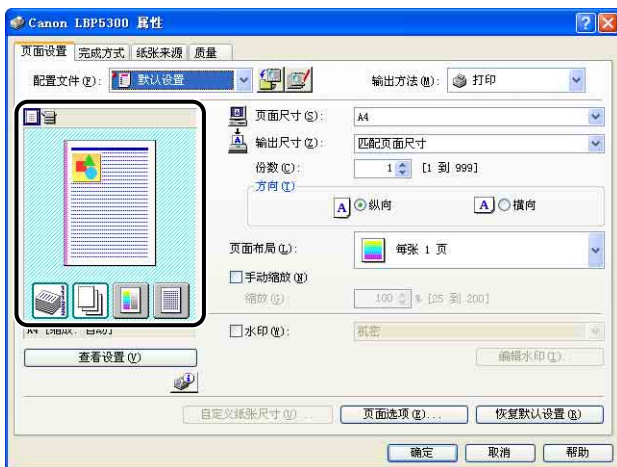 Canon LBP5300 属性
页面设置 完成方式 纸张来源 质量
配置文件(F): 默认设置 输出方法(M): 打印
页面尺寸(S): A4
输出尺寸(Z): 匹配页面尺寸
份数(C): 1 [1 到 999]
方向(T)
A 纵向 A 横向
页面布局(L): 每张 1 页
手动缩放(N)
缩放(G): 100 % [25 到 200]
A4 [缩放: 自动]
水印(W): 机密
查看设置(V) 编辑水印(I)...
自定义纸张尺寸(U)... 页面选项(E)... 恢复默认设置(R)
确定 取消 帮助